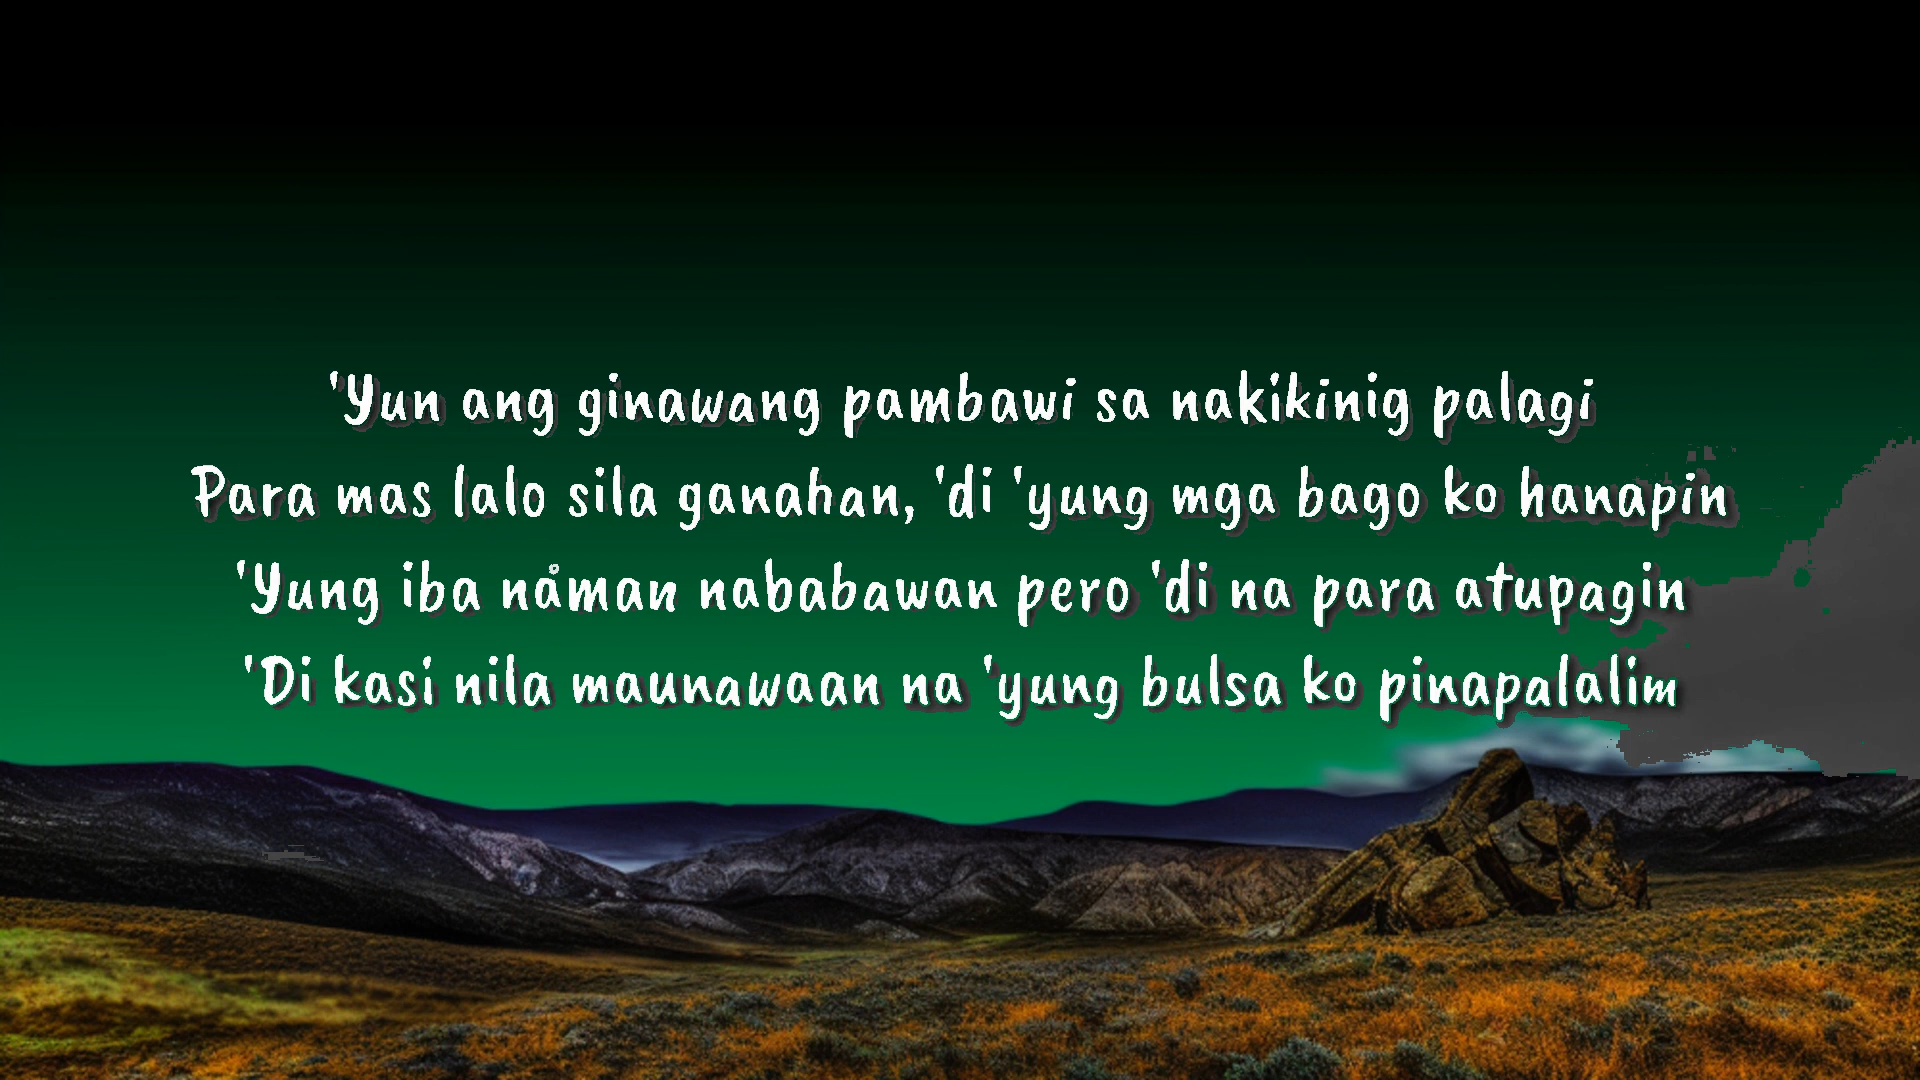 'Yun ang ginawang pambawi sa nakikinig palagi
Para mas lalo sila ganahan, 'di 'yung mga bago ko hanapin
'Yung iba nåman nababawan pero 'di na para atupagin
'Di kasi nila maunawaan na 'yung bulsa ko pinapalalim